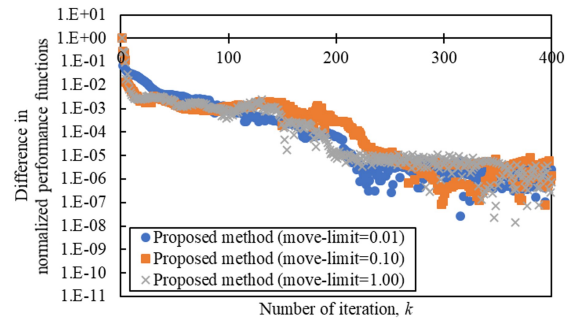 1.E+01
1.E+00
1.E-01
1.E-02
1.E-03
1.E-04
1.E-05
1.E-06
1.E-07
1.E-08
1.E-09
1.E-10
1.E-11
0 100 200 300 400
Difference in
normalized performance functions
Proposed method (move-limit=0.01)
Proposed method (move-limit=0.10)
Proposed method (move-limit=1.00)
Number of iteration, k